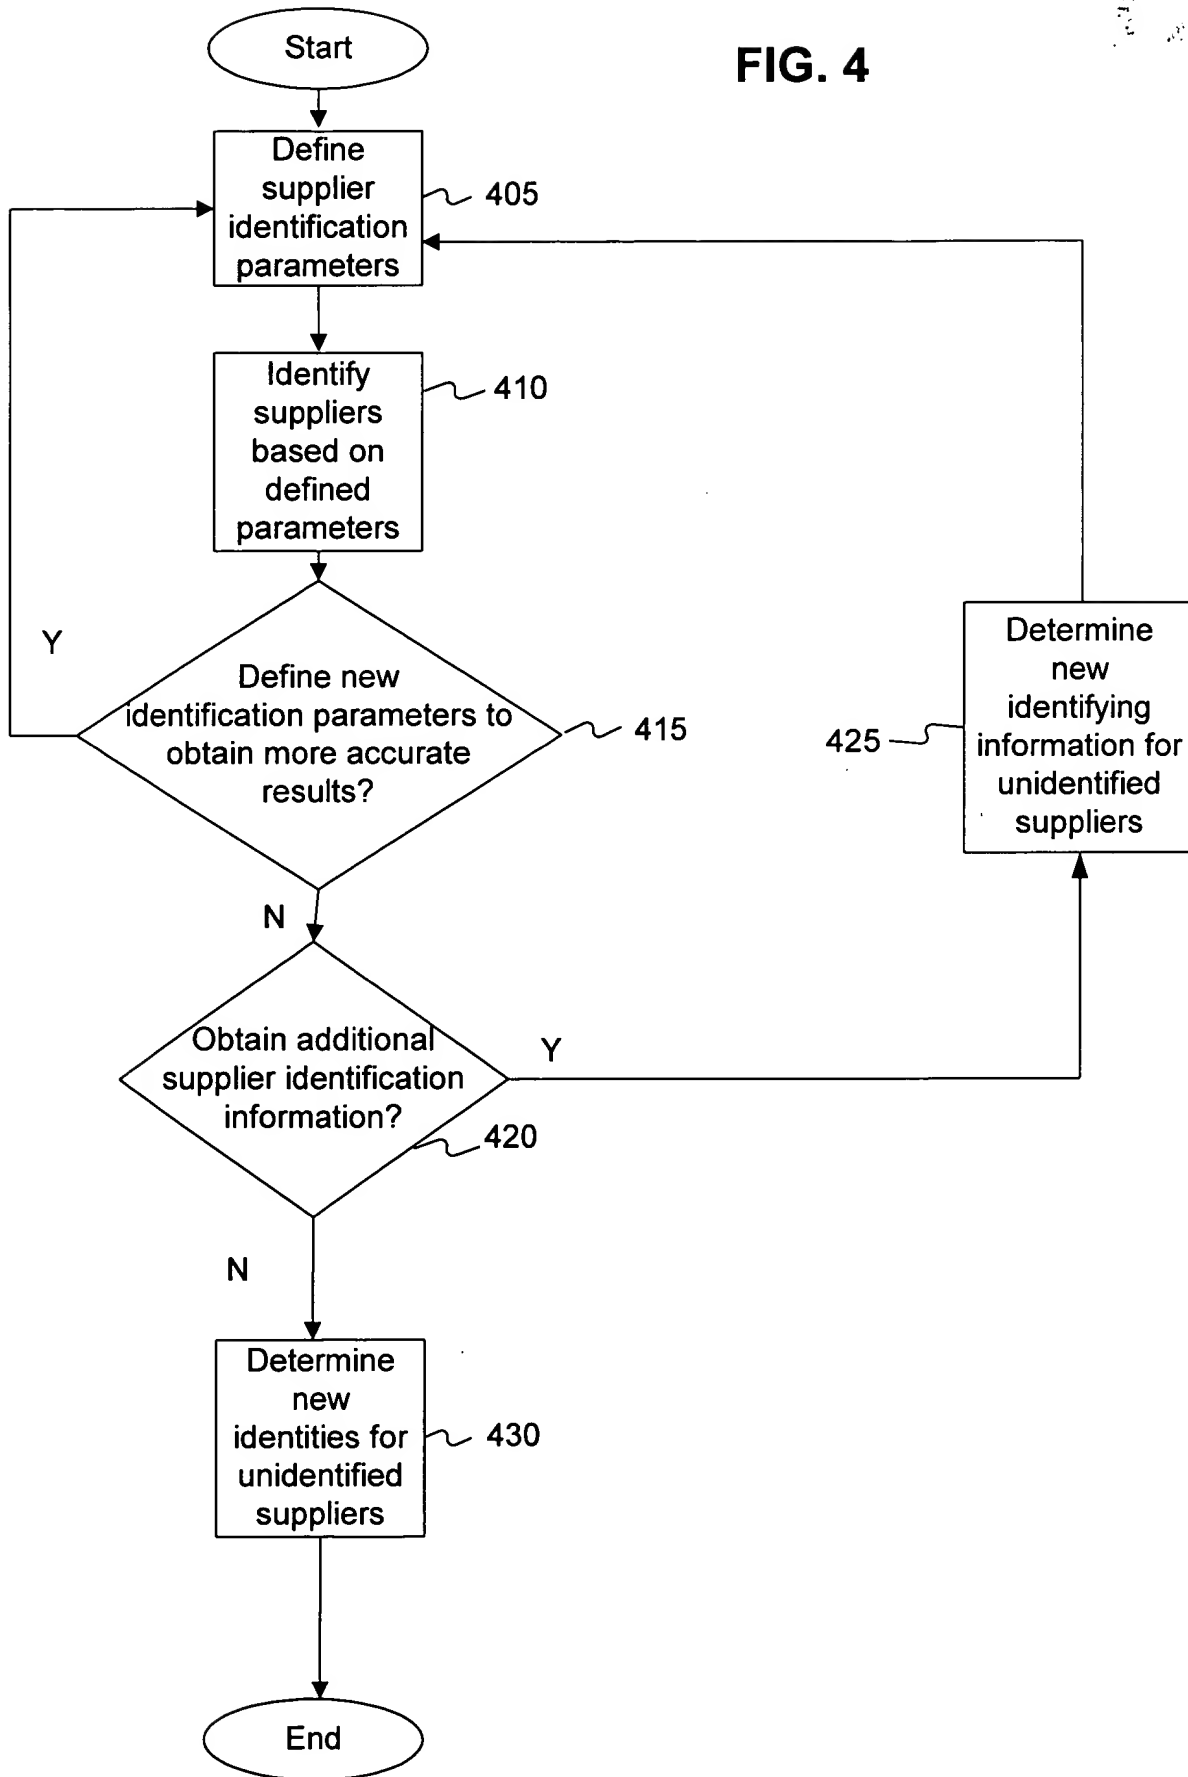 Start
FIG. 4
Define
supplier
identification
parameters
405
Identify
suppliers
based on
defined
parameters
410
Y
Define new
identification parameters to
obtain more accurate
results?
415
Determine
new
identifying
information for
unidentified
suppliers
425
N
Obtain additional
supplier identification
information?
Y
420
N
Determine
new
identities for
unidentified
suppliers
430
End